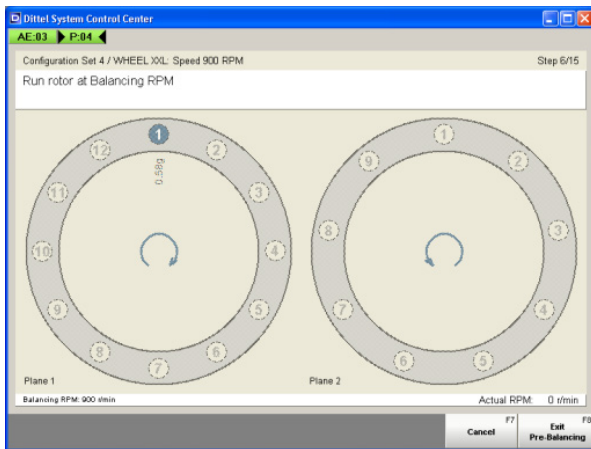 Dittel System Control Center
AE:03 P:04
Configuration Set 4 / WHEEL XXL: Speed 900 RPM Step 6/15
Run rotor at Balancing RPM
1
2
3
4
5
6
7
8
9
10
11
12
0.58g
Plane 1
1
2
3
4
5
6
7
8
9
Plane 2
Balancing RPM: 900 r/min Actual RPM: 0 r/min
F7
Cancel
F8
Exit
Pre-Balancing